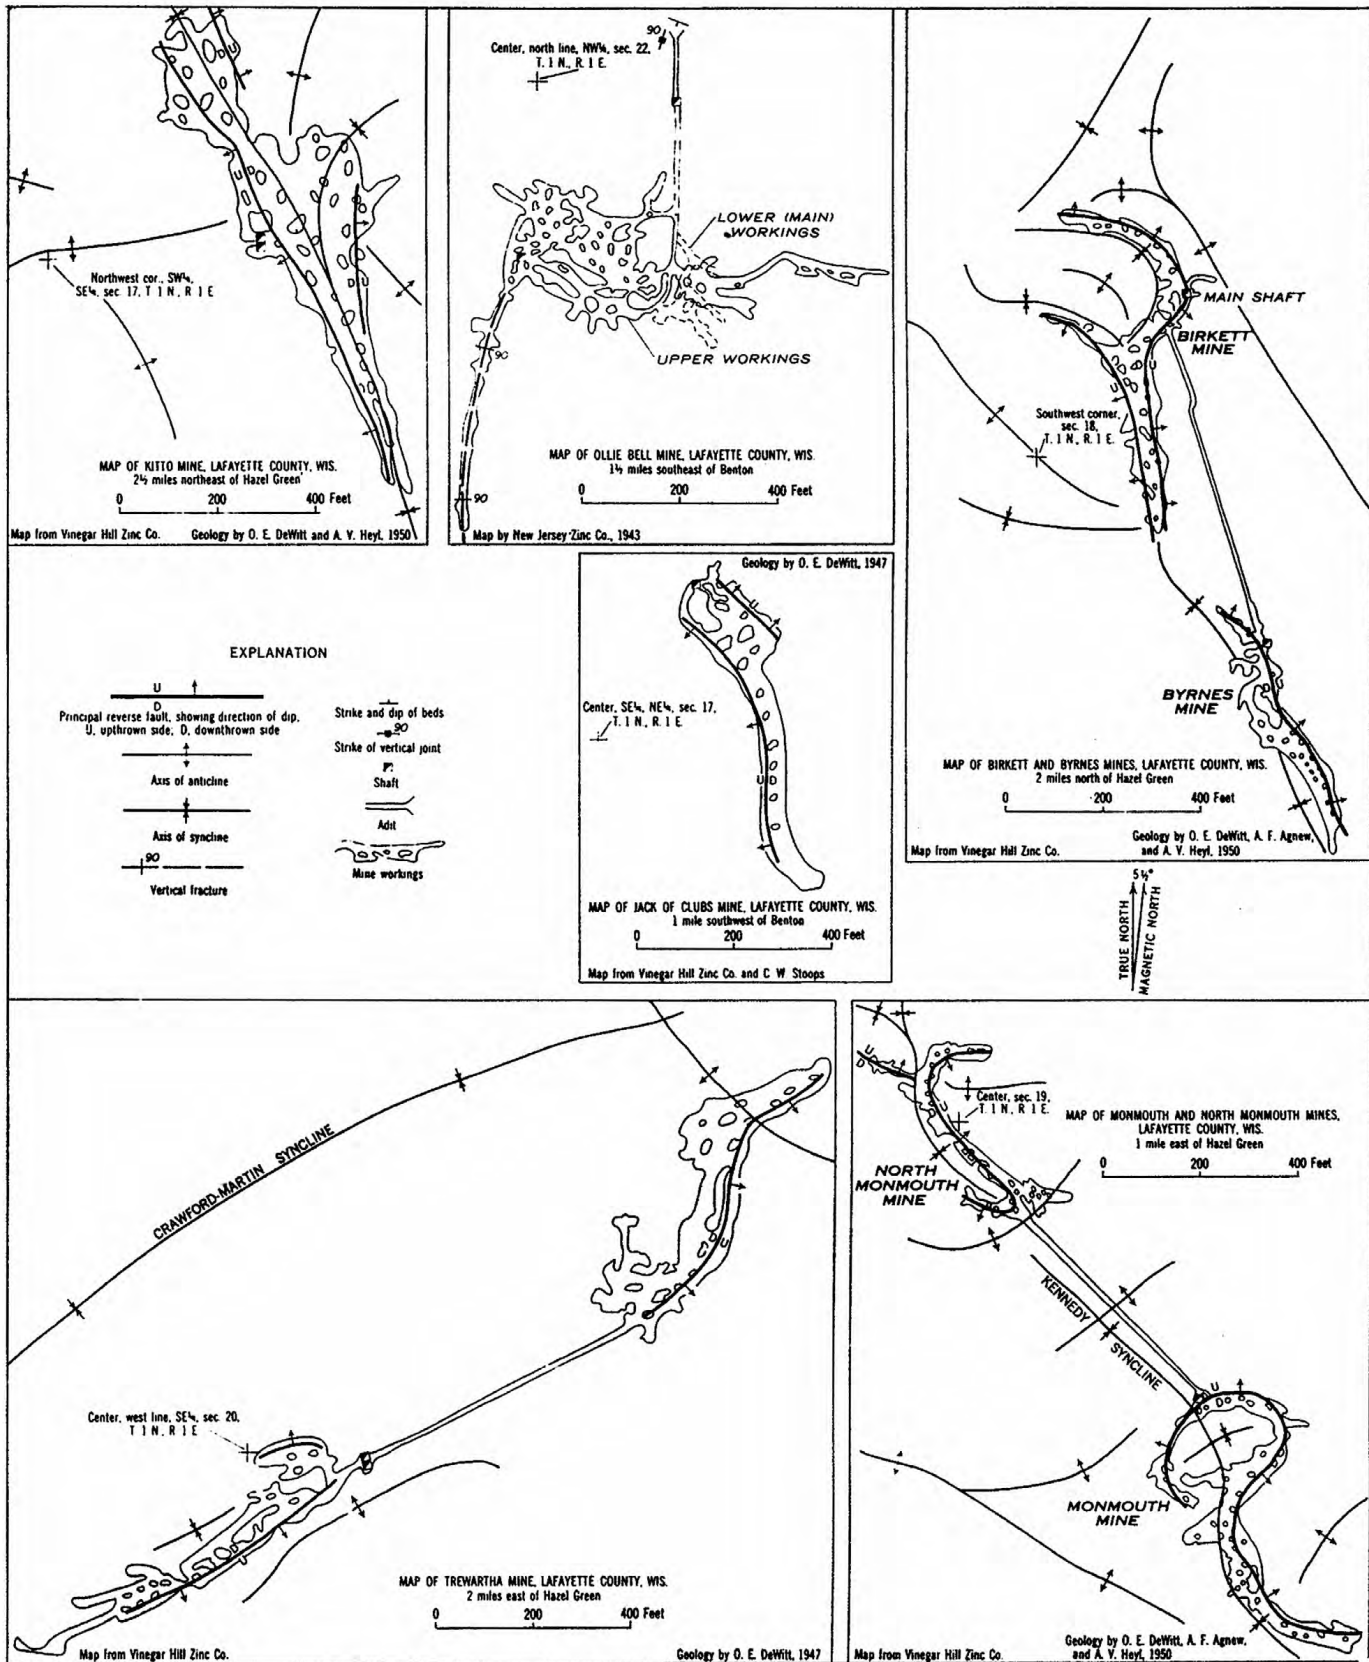 Northwest cor., SW¼,
SE¼, sec. 17, T 1 N, R 1 E
MAP OF KITTO MINE, LAFAYETTE COUNTY, WIS.
2½ miles northeast of Hazel Green
0 200 400 Feet
Map from Vinegar Hill Zinc Co. Geology by O. E. DeWitt and A. V. Heyl, 1950
U
D
U
D
D
U
90
Center, north line, NW¼, sec. 22,
T. 1 N., R. 1 E.
LOWER (MAIN)
WORKINGS
UPPER WORKINGS
90
90
MAP OF OLLIE BELL MINE, LAFAYETTE COUNTY, WIS.
1½ miles southeast of Benton
0 200 400 Feet
Map by New Jersey Zinc Co., 1943
MAIN SHAFT
BIRKETT
MINE
U
U
Southwest corner,
sec. 18,
T. 1 N., R. 1 E.
BYRNES
MINE
U
MAP OF BIRKETT AND BYRNES MINES, LAFAYETTE COUNTY, WIS.
2 miles north of Hazel Green
0 200 400 Feet
Map from Vinegar Hill Zinc Co.
Geology by O. E. DeWitt, A. F. Agnew,
and A. V. Heyl, 1950
Geology by O. E. DeWitt, 1947
U
Center, SE¼, NE¼, sec. 17,
T. 1 N., R. 1 E.
U D
MAP OF JACK OF CLUBS MINE, LAFAYETTE COUNTY, WIS.
1 mile southwest of Benton
0 200 400 Feet
Map from Vinegar Hill Zinc Co. and C. W. Stoops
EXPLANATION
U
D
Principal reverse fault, showing direction of dip.
U, upthrown side; D, downthrown side
Axis of anticline
Axis of syncline
90
Vertical fracture
Strike and dip of beds
90
Strike of vertical joint
Shaft
Adit
Mine workings
5½°
TRUE NORTH
MAGNETIC NORTH
CRAWFORD-MARTIN SYNCLINE
D U
Center, west line, SE¼, sec. 20,
T 1 N, R 1 E
D
U
MAP OF TREWARTHA MINE, LAFAYETTE COUNTY, WIS.
2 miles east of Hazel Green
0 200 400 Feet
Map from Vinegar Hill Zinc Co.
Geology by O. E. DeWitt, 1947
U
D
U
Center, sec. 19,
T. 1 N., R 1 E.
MAP OF MONMOUTH AND NORTH MONMOUTH MINES,
LAFAYETTE COUNTY, WIS.
1 mile east of Hazel Green
0 200 400 Feet
NORTH
MONMOUTH
MINE
KENNEDY
SYNCLINE
U
D
MONMOUTH
MINE
Map from Vinegar Hill Zinc Co.
Geology by O. E. DeWitt, A. F. Agnew,
and A. V. Heyl, 1950